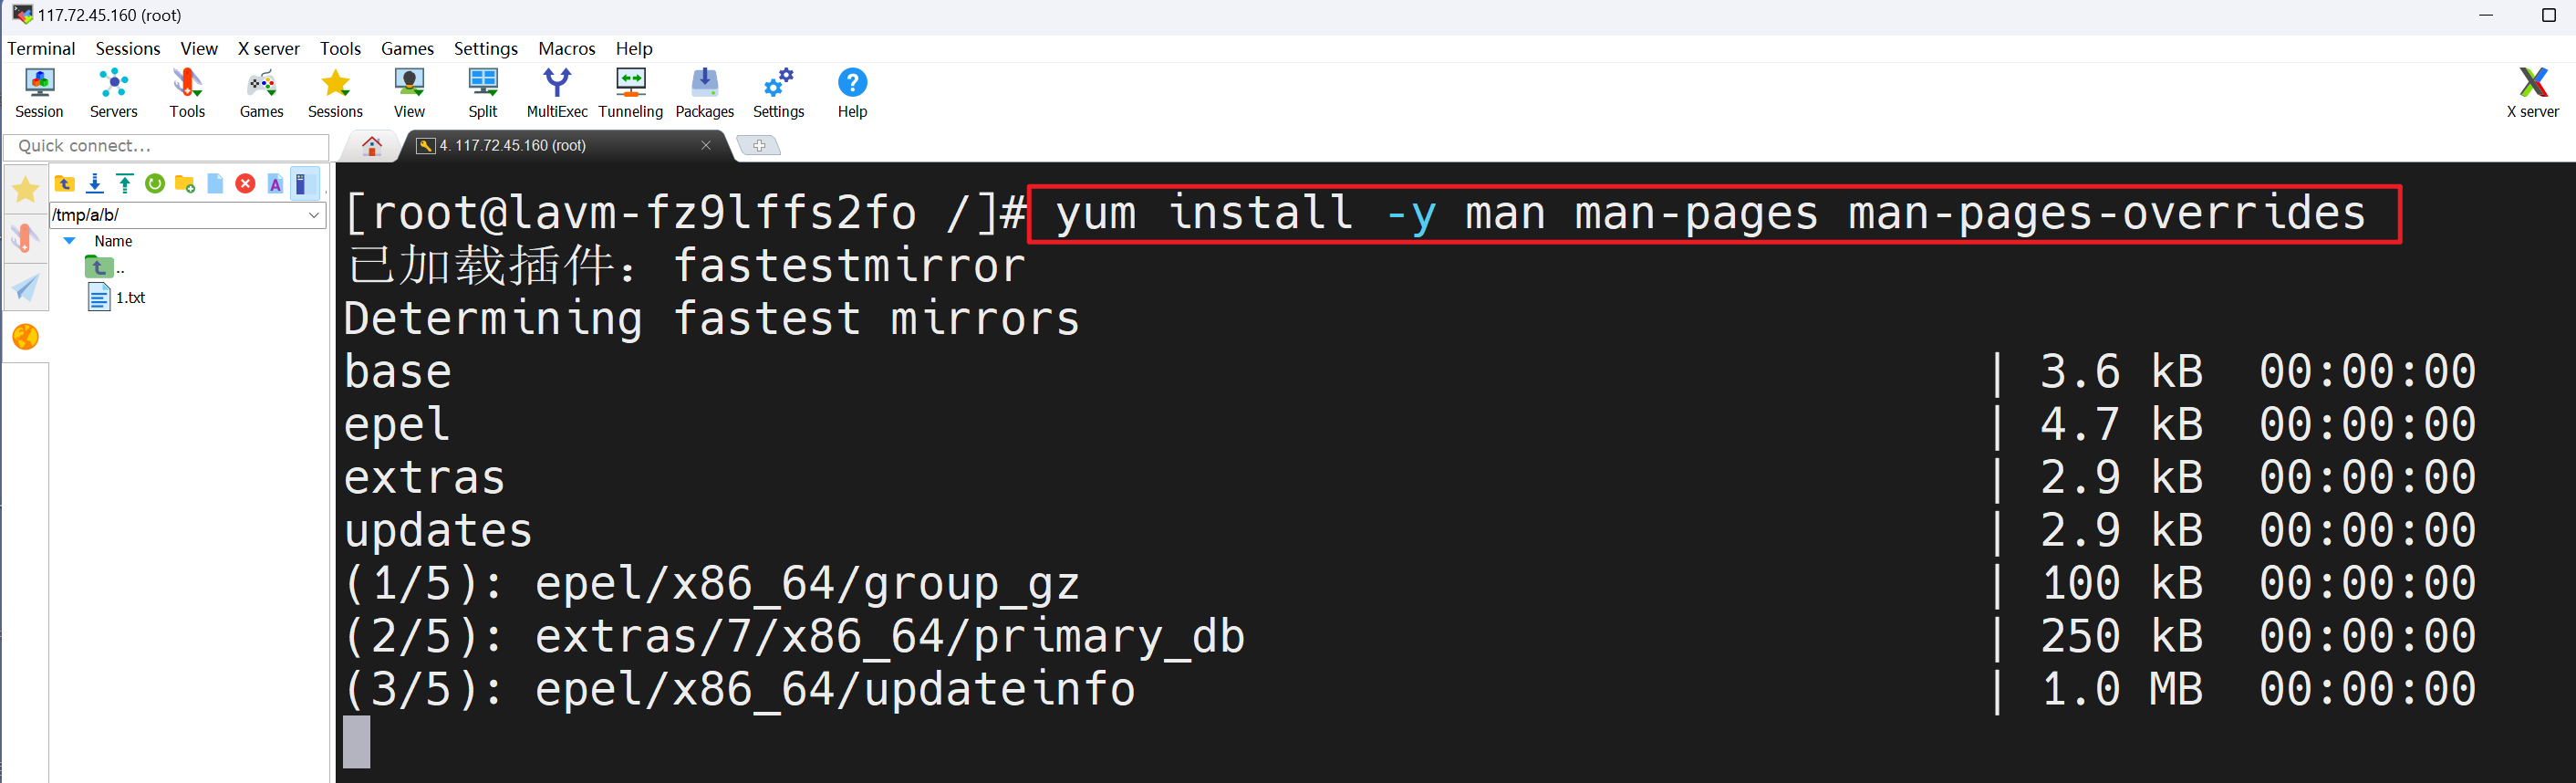 117.72.45.160 (root)
Terminal Sessions View X server Tools Games Settings Macros Help
Session Servers Tools Games Sessions View Split MultiExec Tunneling Packages Settings Help X server
Quick connect...
4. 117.72.45.160 (root)
/tmp/a/b/
Name
..
1.txt
[root@lavm-fz9lffs2fo /]# yum install -y man man-pages man-pages-overrides
已加载插件：fastestmirror
Determining fastest mirrors
base | 3.6 kB 00:00:00
epel | 4.7 kB 00:00:00
extras | 2.9 kB 00:00:00
updates | 2.9 kB 00:00:00
(1/5): epel/x86_64/group_gz | 100 kB 00:00:00
(2/5): extras/7/x86_64/primary_db | 250 kB 00:00:00
(3/5): epel/x86_64/updateinfo | 1.0 MB 00:00:00